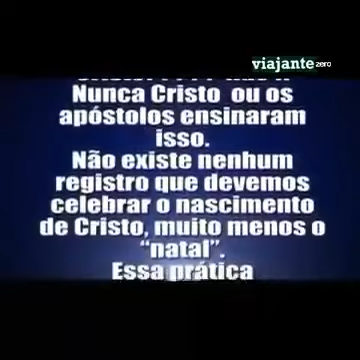 viajantezero
Nunca Cristo ou os
apóstolos ensinaram
isso.
Não existe nenhum
registro que devemos
celebrar o nascimento
de Cristo, muito menos o
“natal”.
Essa prática